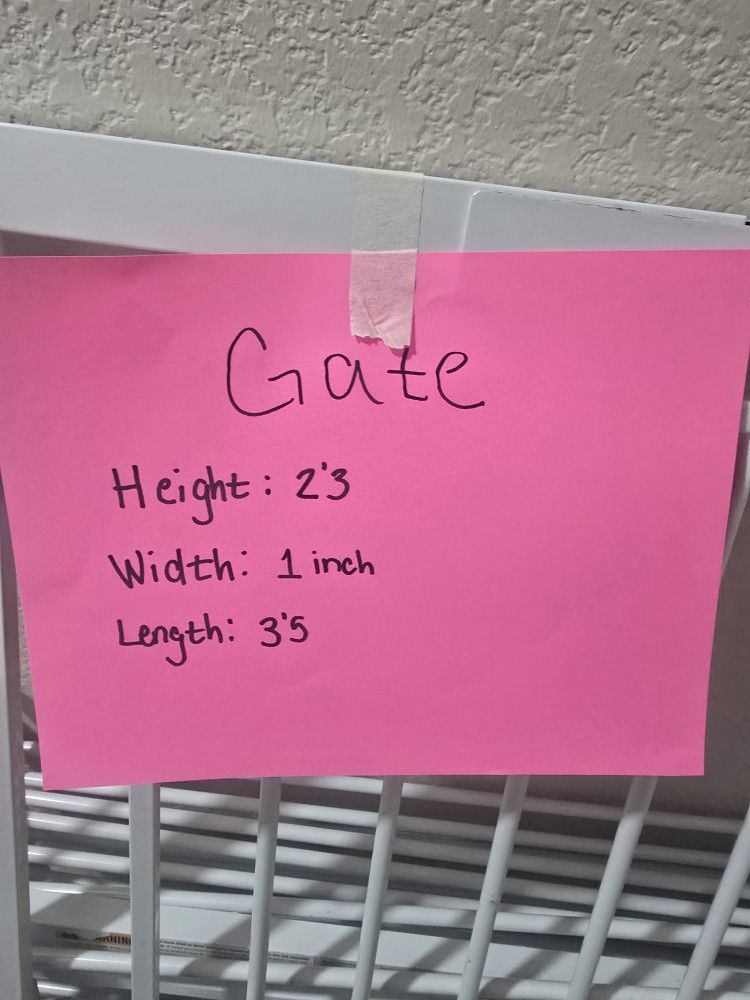 Gate
Height: 2'3
Width: 1 inch
Length: 3'5